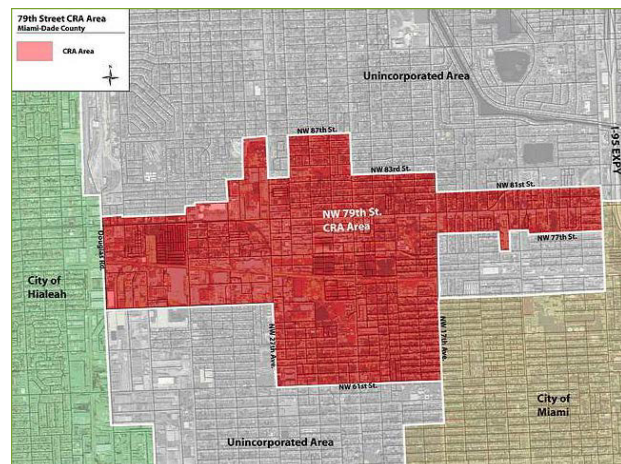 79th Street CRA Area
Miami-Dade County
CRA Area
N
Unincorporated Area
I-95 EXPY
NW 87th St.
NW 83rd St.
NW 81st St.
NW 79th St.
CRA Area
NW 77th St.
Douglas Rd.
City of
Hialeah
NW 27th Ave.
NW 17th Ave.
NW 61st St.
City of
Miami
Unincorporated Area